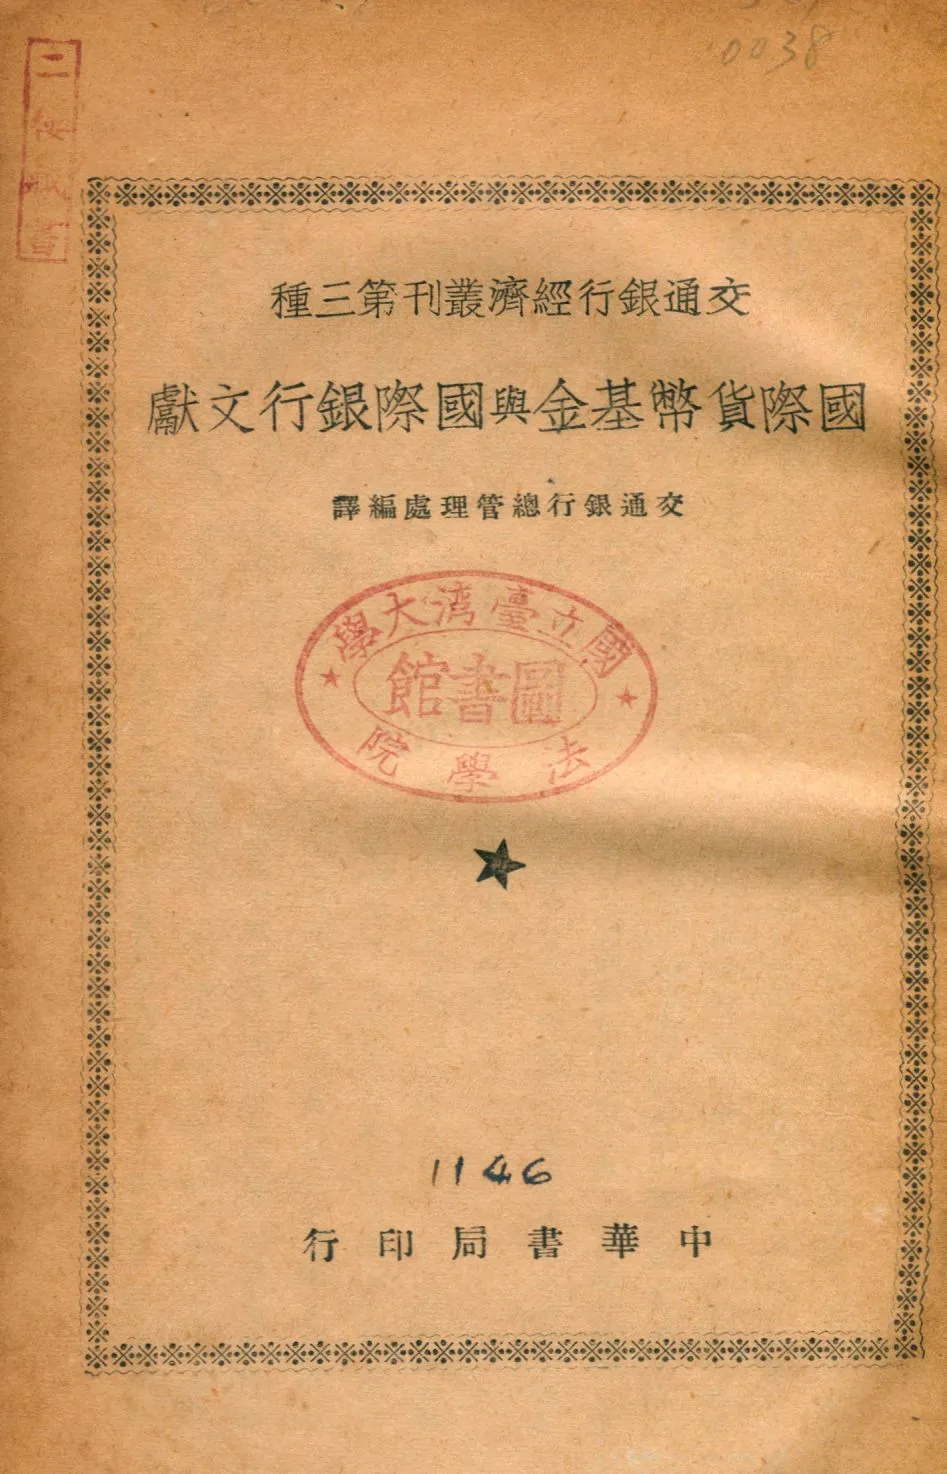 0038
交通銀行經濟叢刊第三種
國際貨幣基金與國際銀行文獻
交通銀行總管理處編譯
國立臺湾大學
圖書館
法學院
1146
中華書局印行